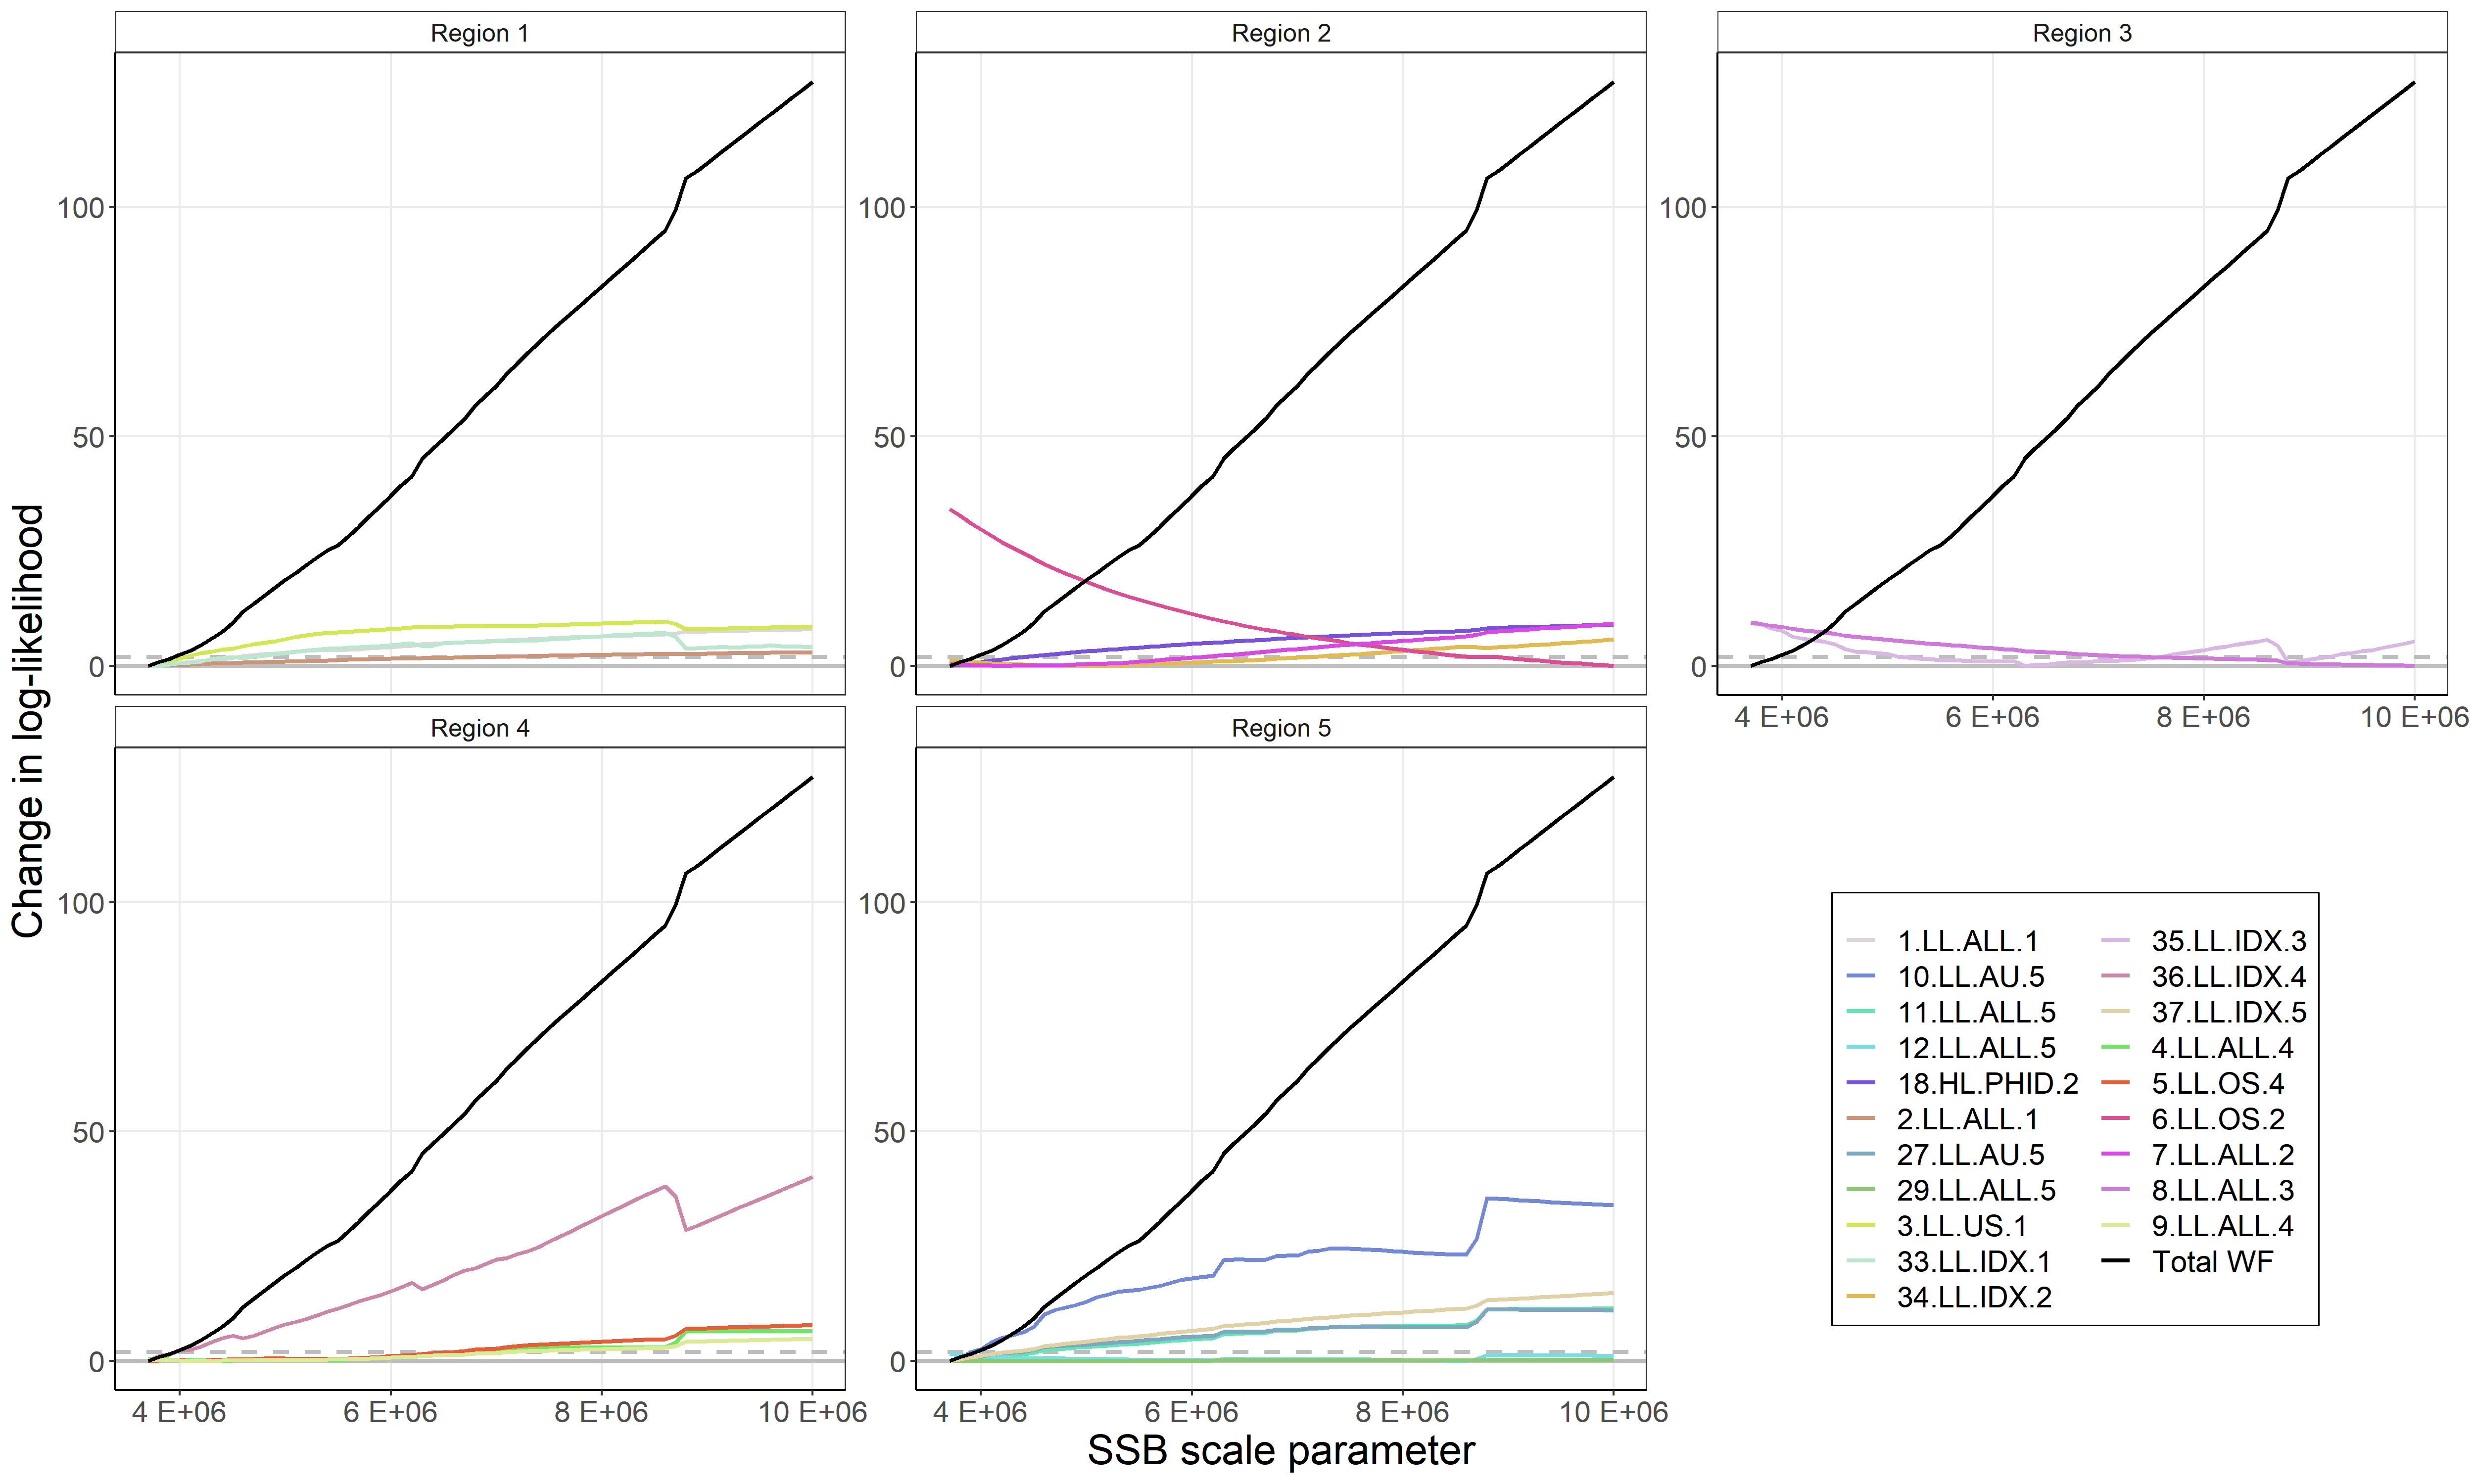 Region 1
Region 2
Region 3
100
50
0
100
50
0
100
50
0
4 E+06
6 E+06
8 E+06
10 E+06
Region 4
Region 5
100
50
0
100
50
0
4 E+06
6 E+06
8 E+06
10 E+06
4 E+06
6 E+06
8 E+06
10 E+06
Change in log-likelihood
SSB scale parameter
1.LL.ALL.1
10.LL.AU.5
11.LL.ALL.5
12.LL.ALL.5
18.HL.PHID.2
2.LL.ALL.1
27.LL.AU.5
29.LL.ALL.5
3.LL.US.1
33.LL.IDX.1
34.LL.IDX.2
35.LL.IDX.3
36.LL.IDX.4
37.LL.IDX.5
4.LL.ALL.4
5.LL.OS.4
6.LL.OS.2
7.LL.ALL.2
8.LL.ALL.3
9.LL.ALL.4
Total WF